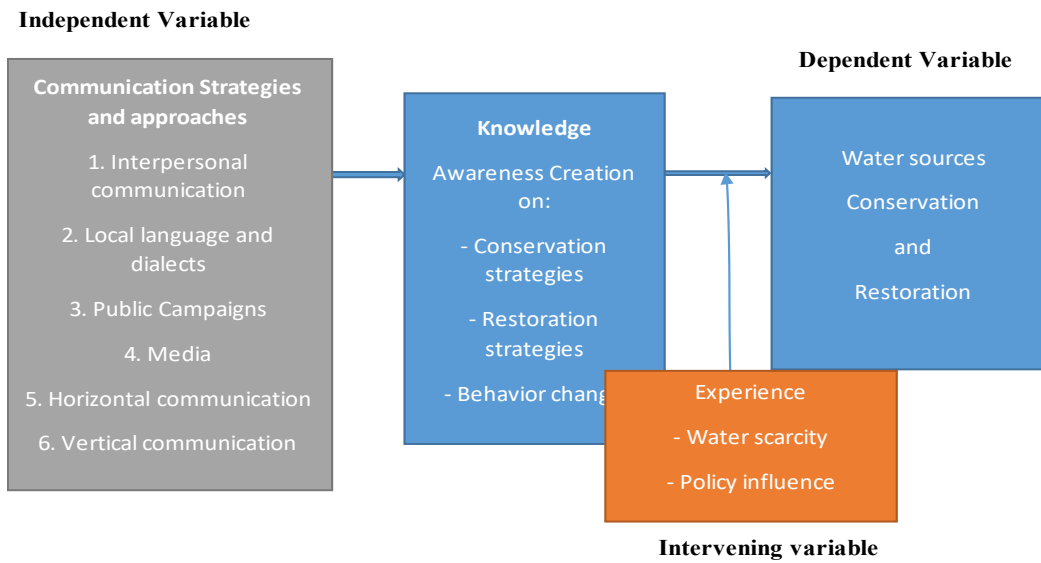 Independent Variable
Communication Strategies
and approaches
1. Interpersonal
communication
2. Local language and
dialects
3. Public Campaigns
4. Media
5. Horizontal communication
6. Vertical communication
Knowledge
Awareness Creation
on:
- Conservation
strategies
- Restoration
strategies
- Behavior chang
Dependent Variable
Water sources
Conservation
and
Restoration
Experience
- Water scarcity
- Policy influence
Intervening variable